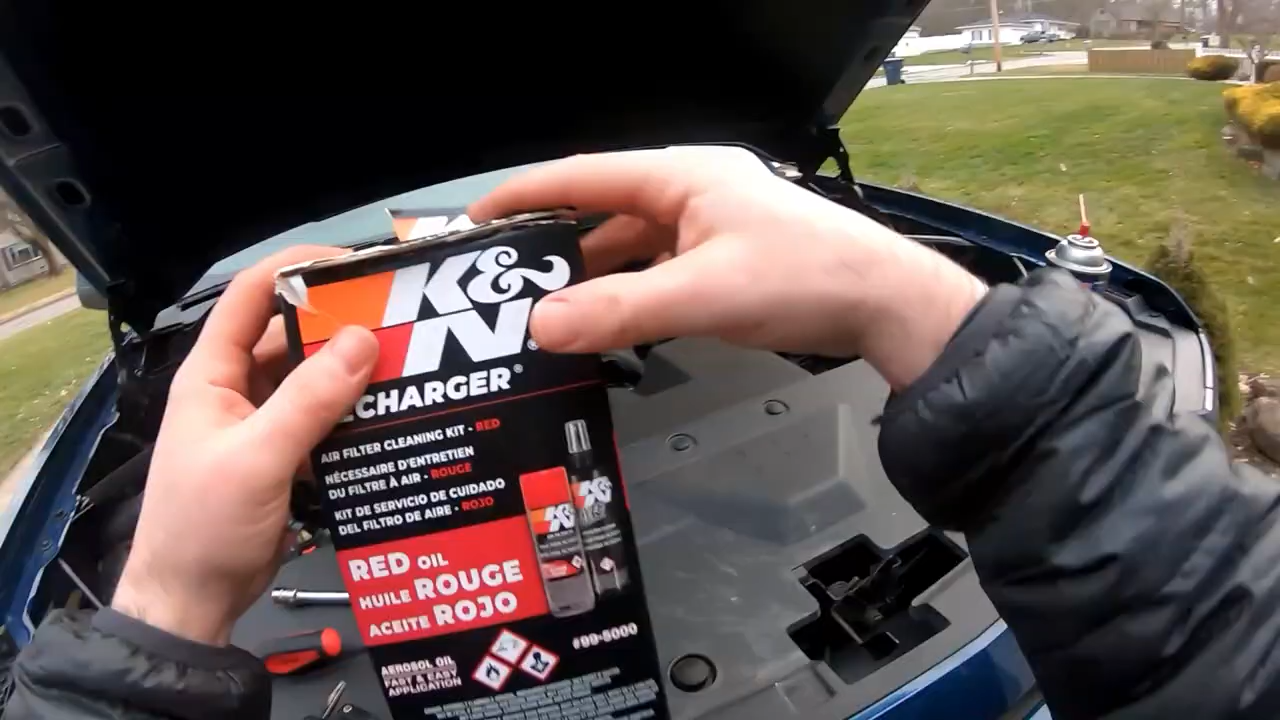 K&
N®
ECHARGER®
AIR FILTER CLEANING KIT - RED
NÉCESSAIRE D'ENTRETIEN
DU FILTRE À AIR - ROUGE
KIT DE SERVICIO DE CUIDADO
DEL FILTRO DE AIRE - ROJO
RED OIL
HUILE ROUGE
ACEITE ROJO
#99-5000
AEROSOL OIL
FAST & EASY
APPLICATION